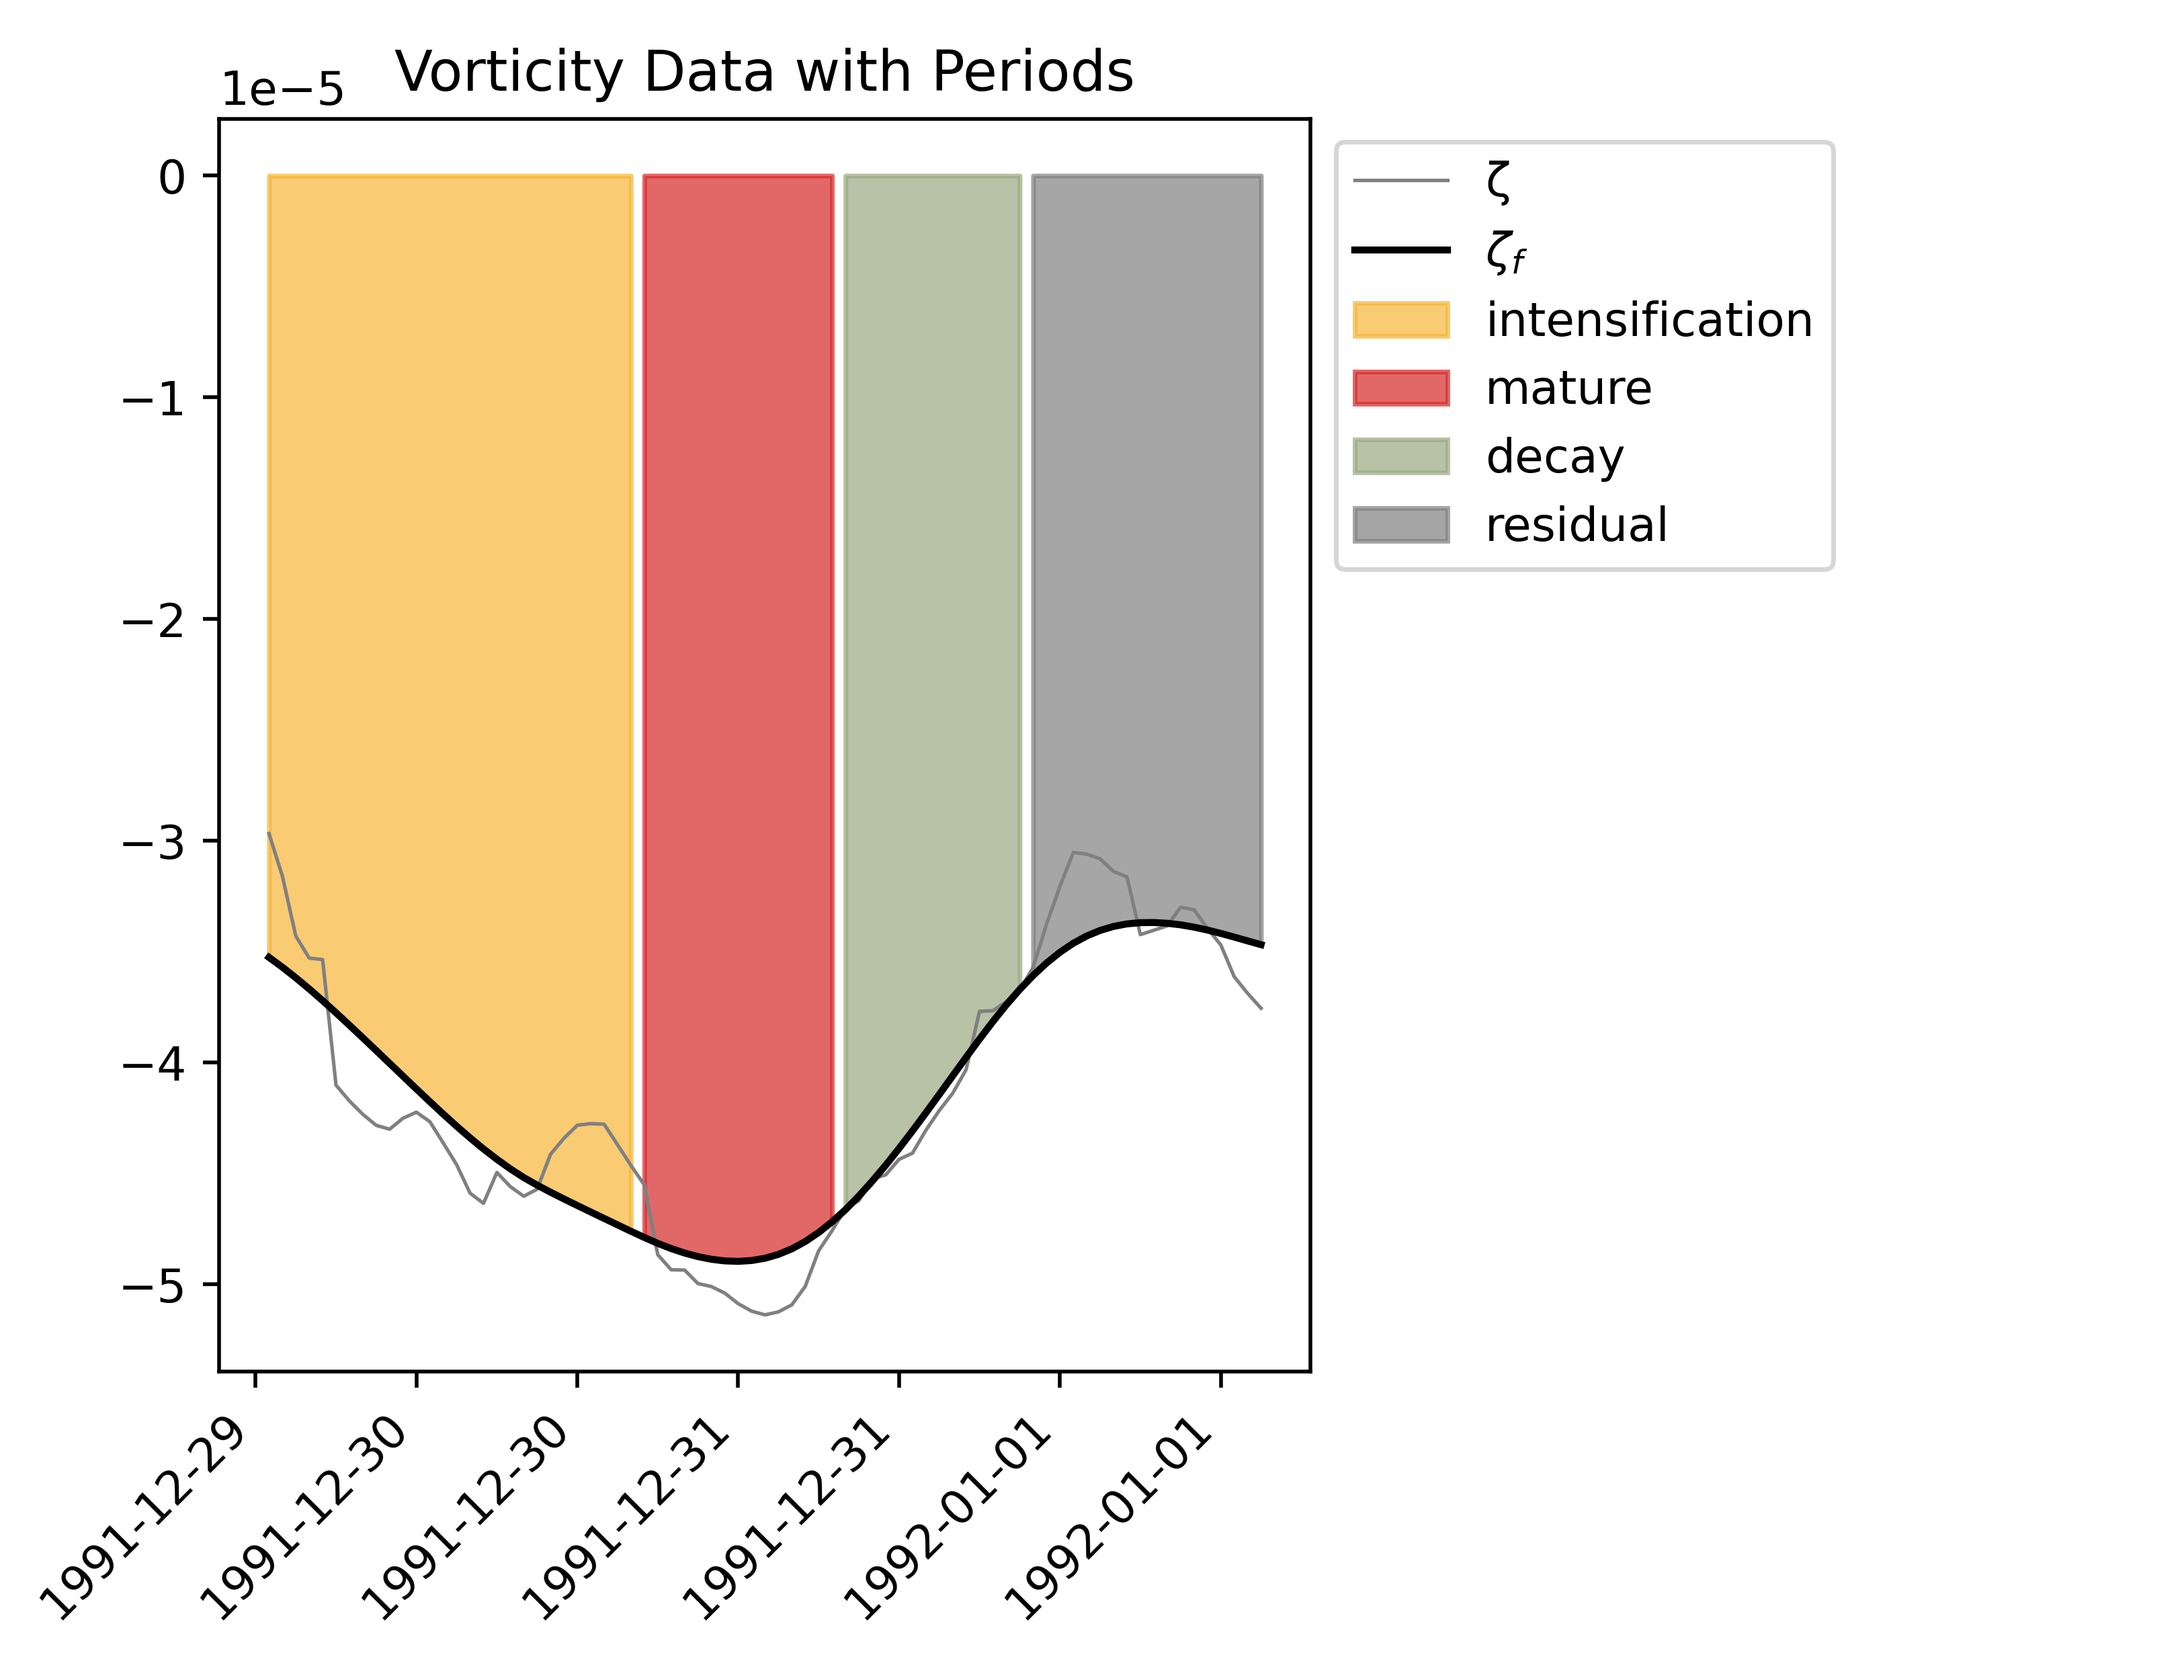 Vorticity Data with Periods
1e−5
0
−1
−2
−3
−4
−5
1991-12-29
1991-12-30
1991-12-30
1991-12-31
1991-12-31
1992-01-01
1992-01-01
ζ
ζf
intensification
mature
decay
residual